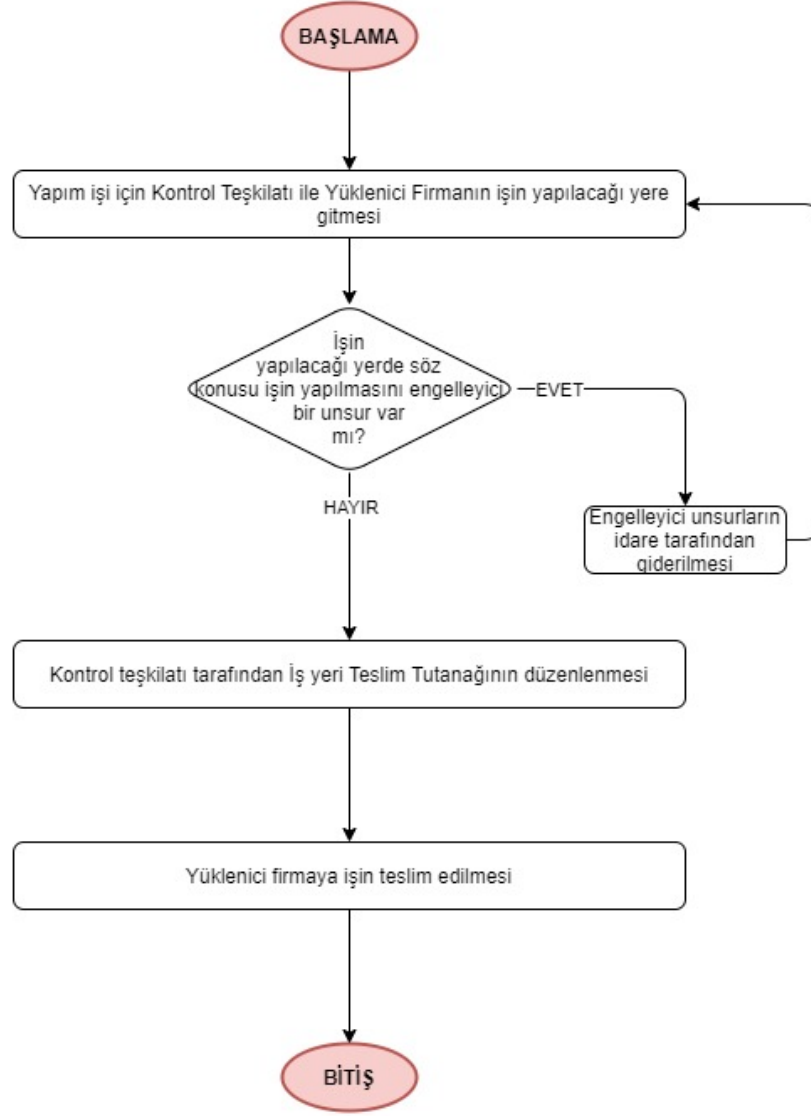 BAŞLAMA
Yapım işi için Kontrol Teşkilatı ile Yüklenici Firmanın işin yapılacağı yere
gitmesi
İşin
yapılacağı yerde söz
konusu işin yapılmasını engelleyici
bir unsur var
mı?
EVET
HAYIR
Engelleyici unsurların
idare tarafından
giderilmesi
Kontrol teşkilatı tarafından İş yeri Teslim Tutanağının düzenlenmesi
Yüklenici firmaya işin teslim edilmesi
BİTİŞ